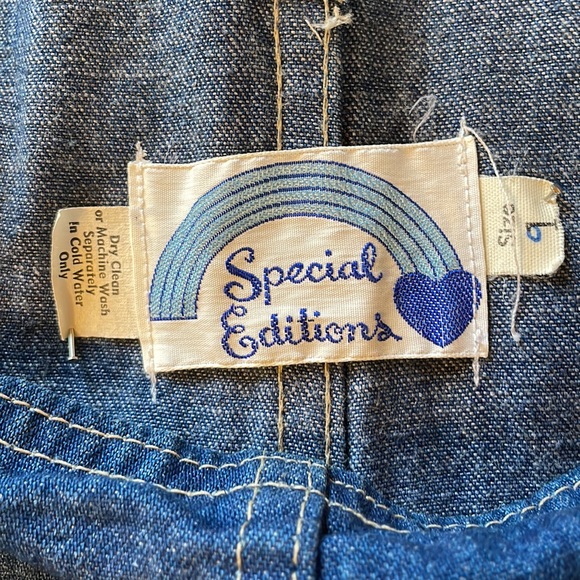 Special
Editions
Dry Clean
or Machine Wash
Separately
in Cold Water
Only
Size